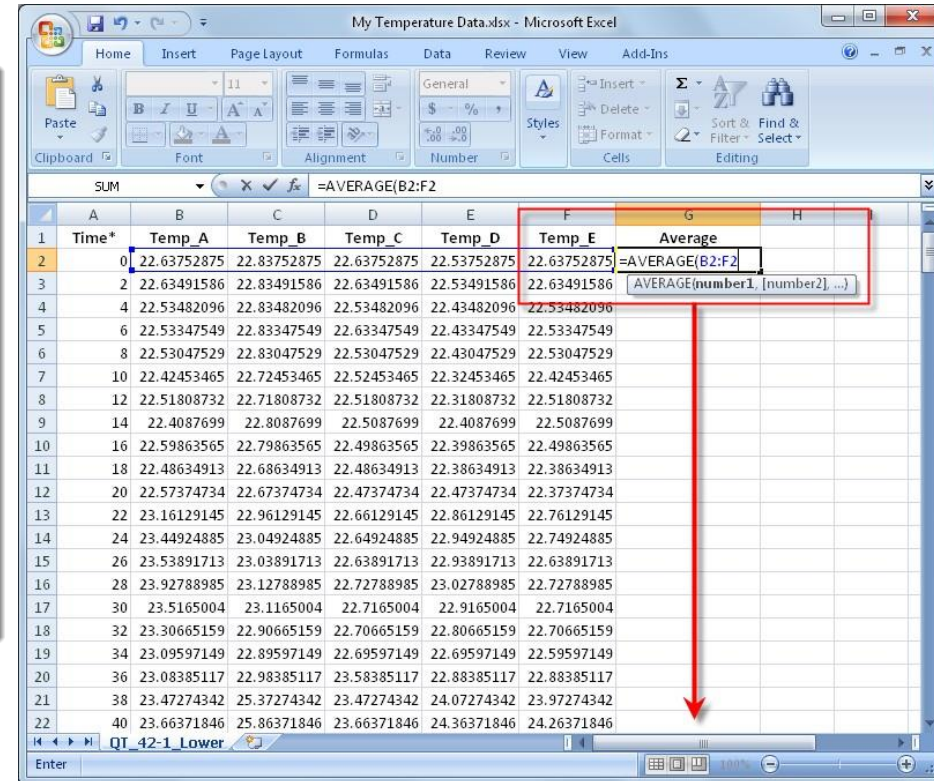 My Temperature Data.xlsx - Microsoft Excel
Home Insert Page Layout Formulas Data Review View Add-Ins
Paste
Clipboard
11
B I U
Font
Alignment
General
$ % ,
Number
Styles
Insert
Delete
Format
Cells
Σ
Sort & Filter
Find & Select
Editing
SUM fx =AVERAGE(B2:F2
A B C D E F G H I
1 Time* Temp_A Temp_B Temp_C Temp_D Temp_E Average
2 0 22.63752875 22.83752875 22.63752875 22.53752875 22.63752875 =AVERAGE(B2:F2
3 2 22.63491586 22.83491586 22.63491586 22.53491586 22.63491586 AVERAGE(number1, [number2], ...)
4 4 22.53482096 22.83482096 22.53482096 22.43482096 22.53482096
5 6 22.53347549 22.83347549 22.63347549 22.43347549 22.53347549
6 8 22.53047529 22.83047529 22.53047529 22.43047529 22.53047529
7 10 22.42453465 22.72453465 22.52453465 22.32453465 22.42453465
8 12 22.51808732 22.71808732 22.51808732 22.31808732 22.51808732
9 14 22.4087699 22.8087699 22.5087699 22.4087699 22.5087699
10 16 22.59863565 22.79863565 22.49863565 22.39863565 22.49863565
11 18 22.48634913 22.68634913 22.48634913 22.38634913 22.38634913
12 20 22.57374734 22.67374734 22.47374734 22.47374734 22.37374734
13 22 23.16129145 22.96129145 22.66129145 22.86129145 22.76129145
14 24 23.44924885 23.04924885 22.64924885 22.94924885 22.74924885
15 26 23.53891713 23.03891713 22.63891713 22.93891713 22.63891713
16 28 23.92788985 23.12788985 22.72788985 23.02788985 22.72788985
17 30 23.5165004 23.1165004 22.7165004 22.9165004 22.7165004
18 32 23.30665159 22.90665159 22.70665159 22.80665159 22.70665159
19 34 23.09597149 22.89597149 22.69597149 22.69597149 22.59597149
20 36 23.08385117 22.98385117 23.58385117 22.88385117 22.88385117
21 38 23.47274342 25.37274342 23.47274342 24.07274342 23.97274342
22 40 23.66371846 25.86371846 23.66371846 24.36371846 24.26371846
QT_42-1_Lower
Enter 100%